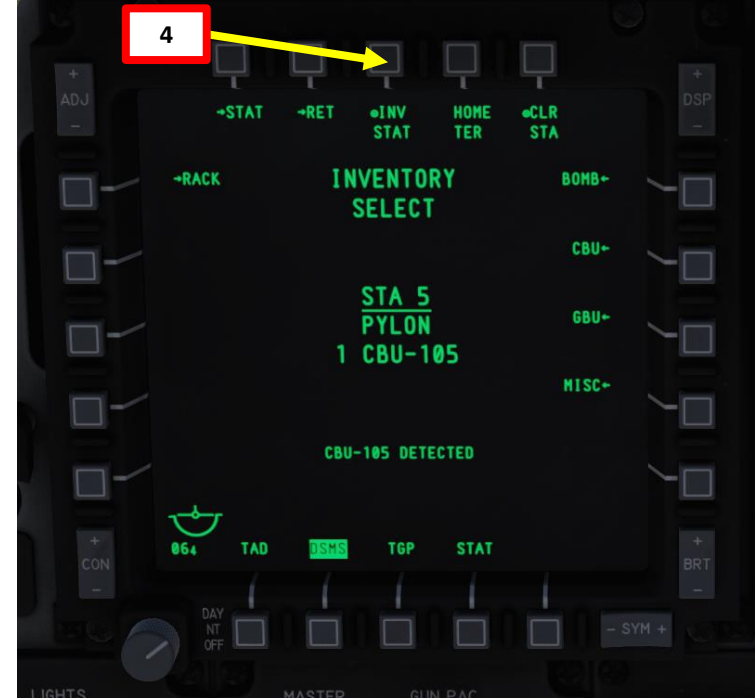 4
+ ADJ -
+ DSP -
→STAT →RET ●INV STAT HOME TER ●CLR STA
→RACK
INVENTORY
SELECT
BOMB←
CBU←
STA 5
PYLON
1 CBU-105
GBU←
MISC←
CBU-105 DETECTED
064 TAD DSMS TGP STAT
+ CON -
+ BRT -
DAY
NT
OFF
- SYM +
LIGHTS MASTER GUN PAC